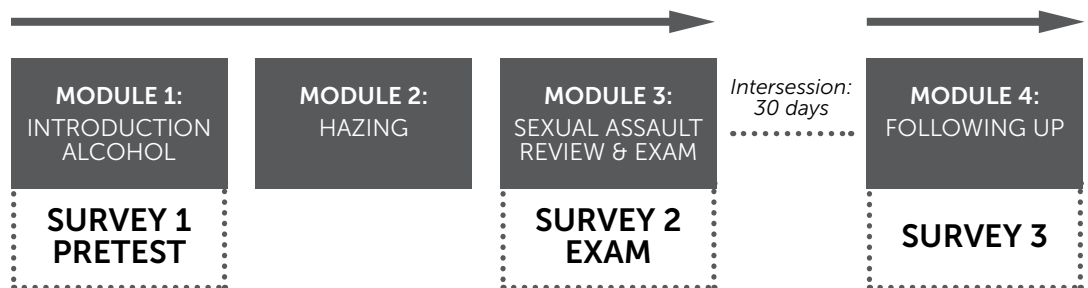 MODULE 1:
INTRODUCTION
ALCOHOL
SURVEY 1
PRETEST
MODULE 2:
HAZING
MODULE 3:
SEXUAL ASSAULT
REVIEW & EXAM
SURVEY 2
EXAM
Intersession:
30 days
MODULE 4:
FOLLOWING UP
SURVEY 3